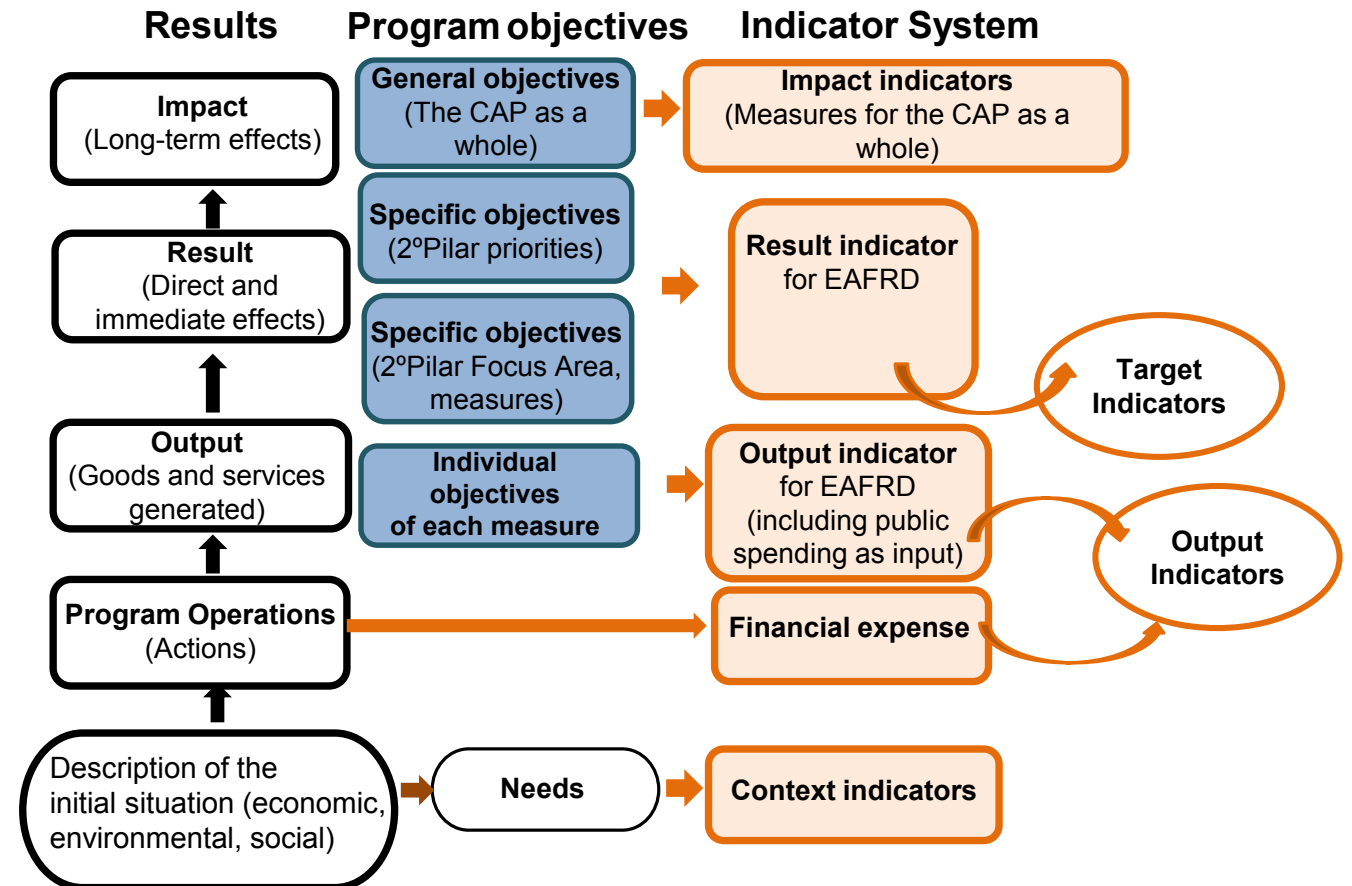 Results
Program objectives
Indicator System
Impact
(Long-term effects)
General objectives
(The CAP as a
whole)
Impact indicators
(Measures for the CAP as a
whole)
Specific objectives
(2ºPilar priorities)
Result
(Direct and
immediate effects)
Result indicator
for EAFRD
Specific objectives
(2ºPilar Focus Area,
measures)
Target
Indicators
Output
(Goods and services
generated)
Individual
objectives
of each measure
Output indicator
for EAFRD
(including public
spending as input)
Output
Indicators
Program Operations
(Actions)
Financial expense
Description of the
initial situation (economic,
environmental, social)
Needs
Context indicators